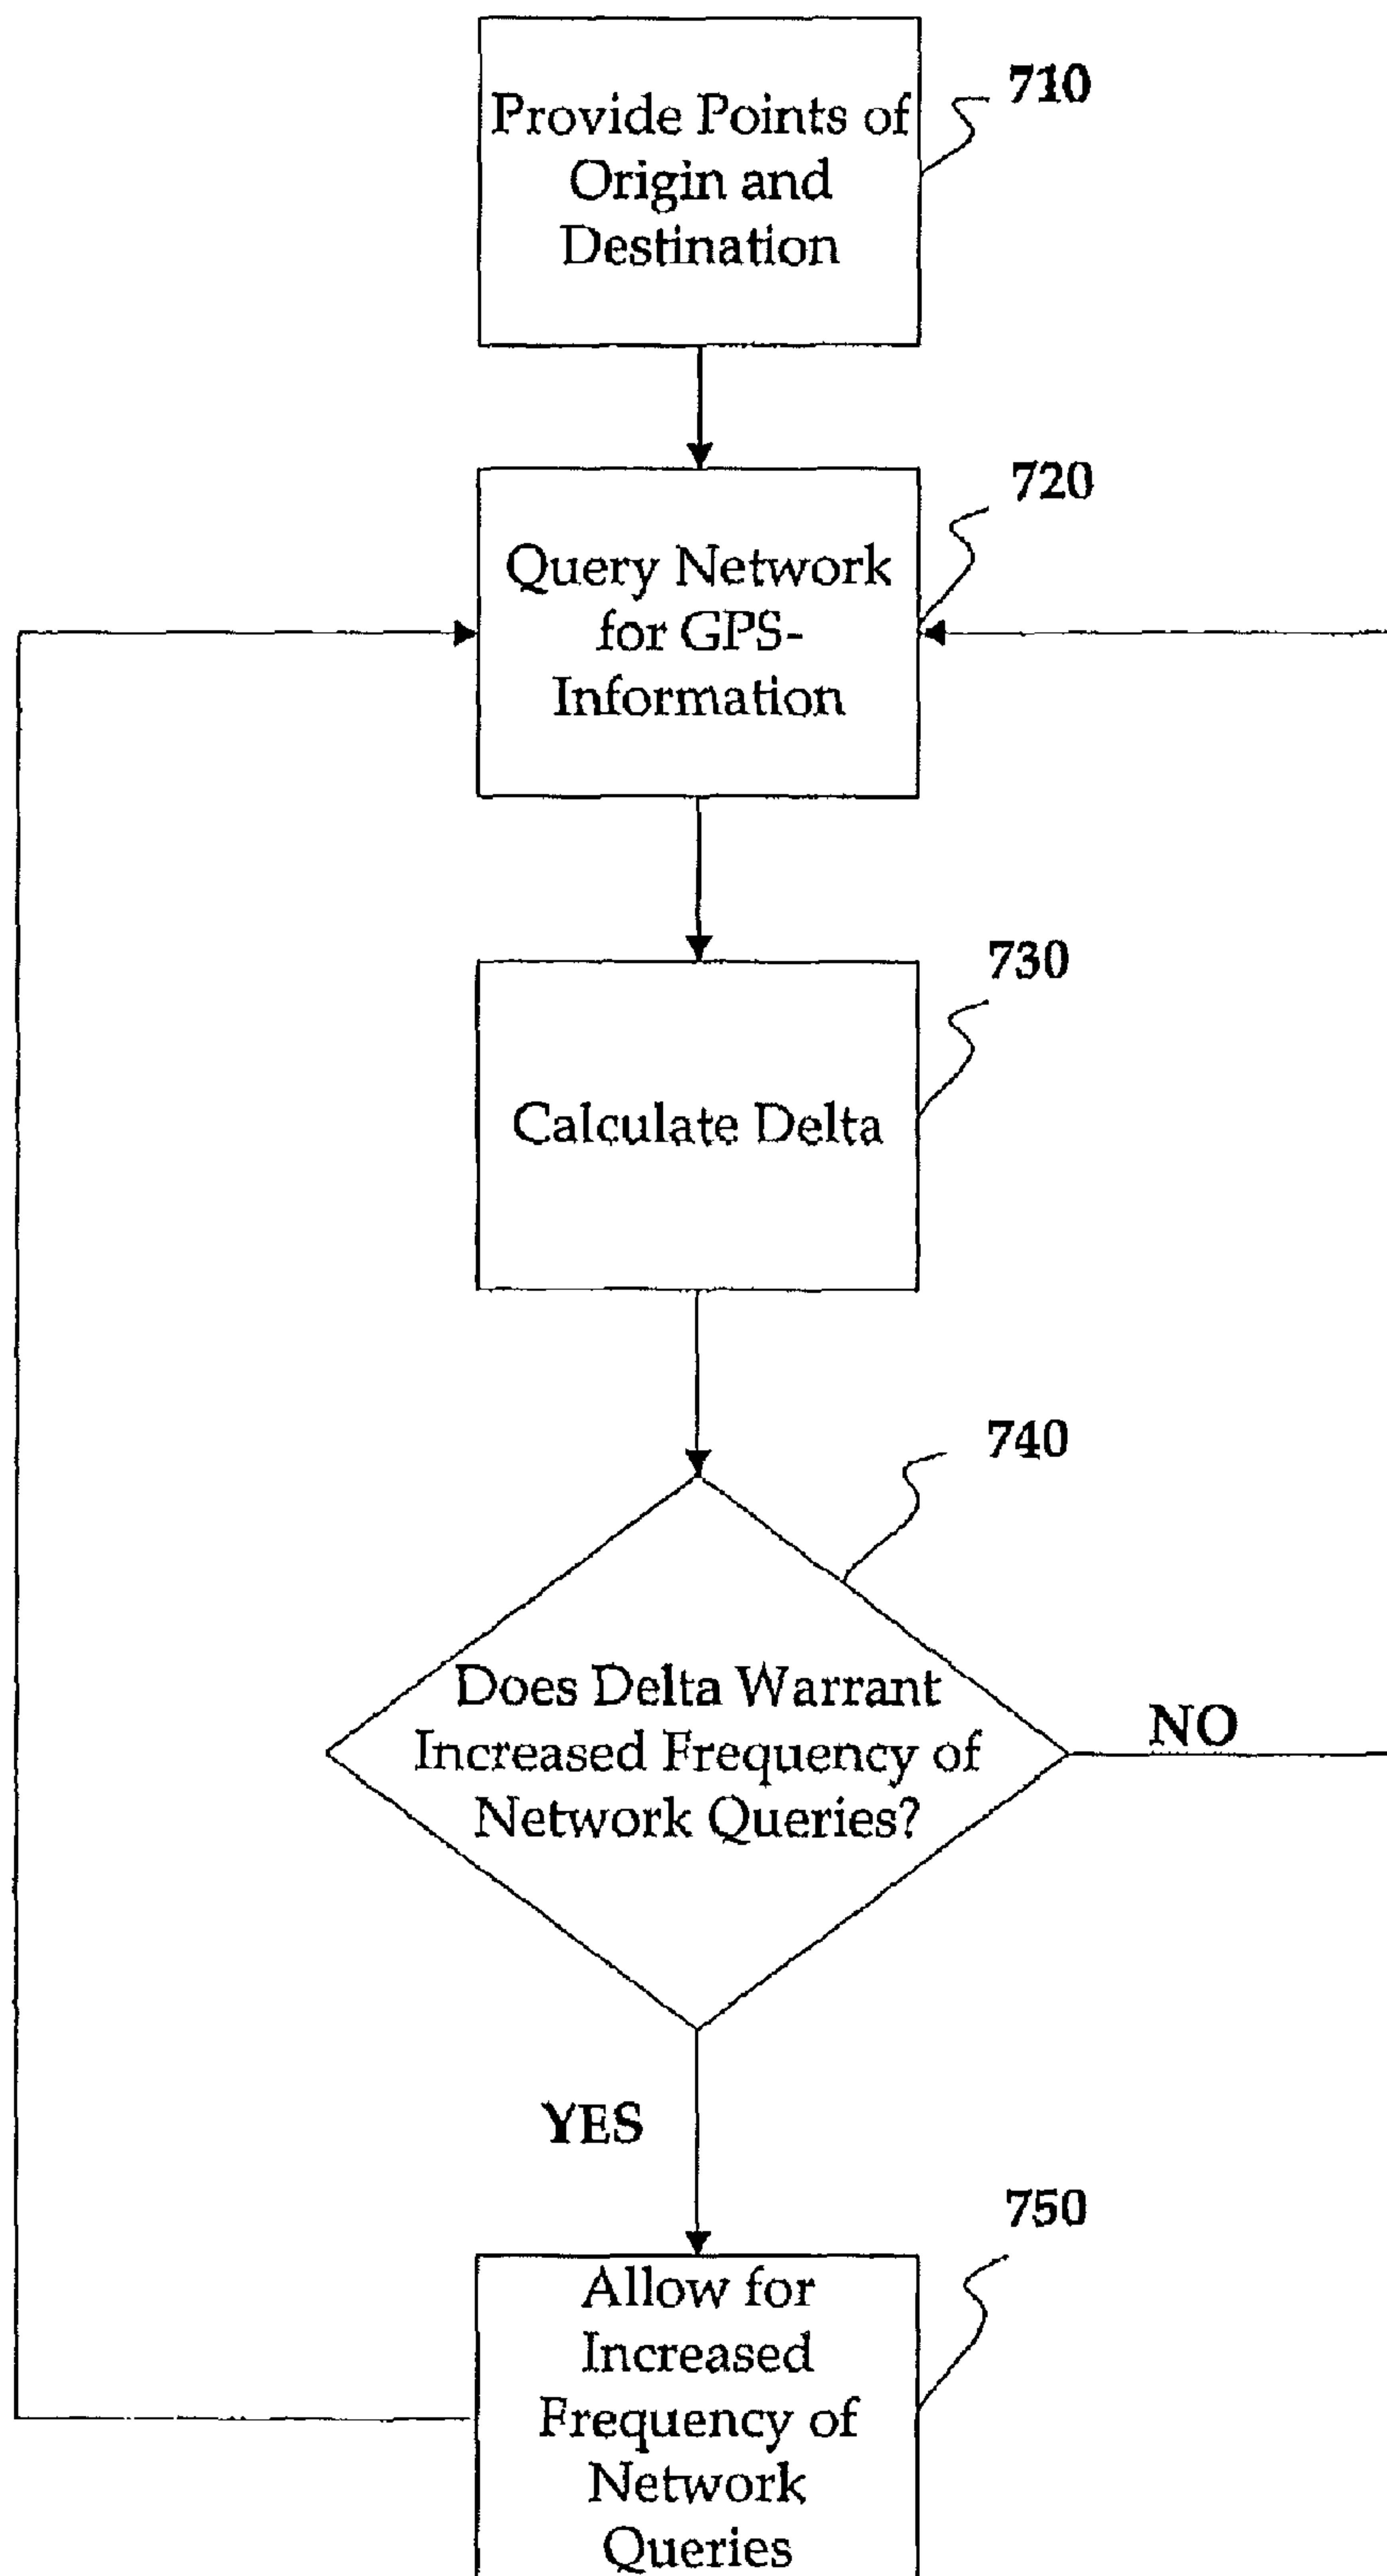 Provide Points of
Origin and
Destination
710
Query Network
for GPS-
Information
720
Calculate Delta
730
740
Does Delta Warrant
Increased Frequency of
Network Queries?
NO
YES
750
Allow for
Increased
Frequency of
Network
Queries